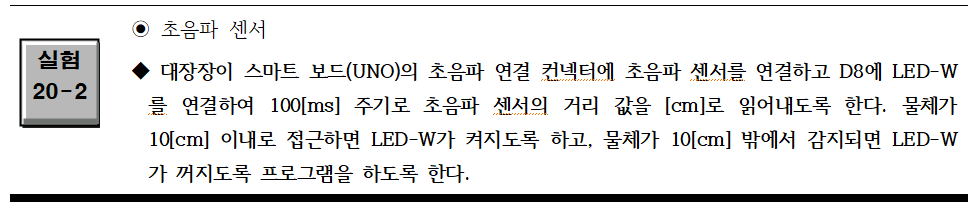 ◉ 초음파 센서
실험
20-2
◆ 대장장이 스마트 보드(UNO)의 초음파 연결 컨넥터에 초음파 센서를 연결하고 D8에 LED-W
를 연결하여 100[ms] 주기로 초음파 센서의 거리 값을 [cm]로 읽어내도록 한다. 물체가
10[cm] 이내로 접근하면 LED-W가 켜지도록 하고, 물체가 10[cm] 밖에서 감지되면 LED-W
가 꺼지도록 프로그램을 하도록 한다.